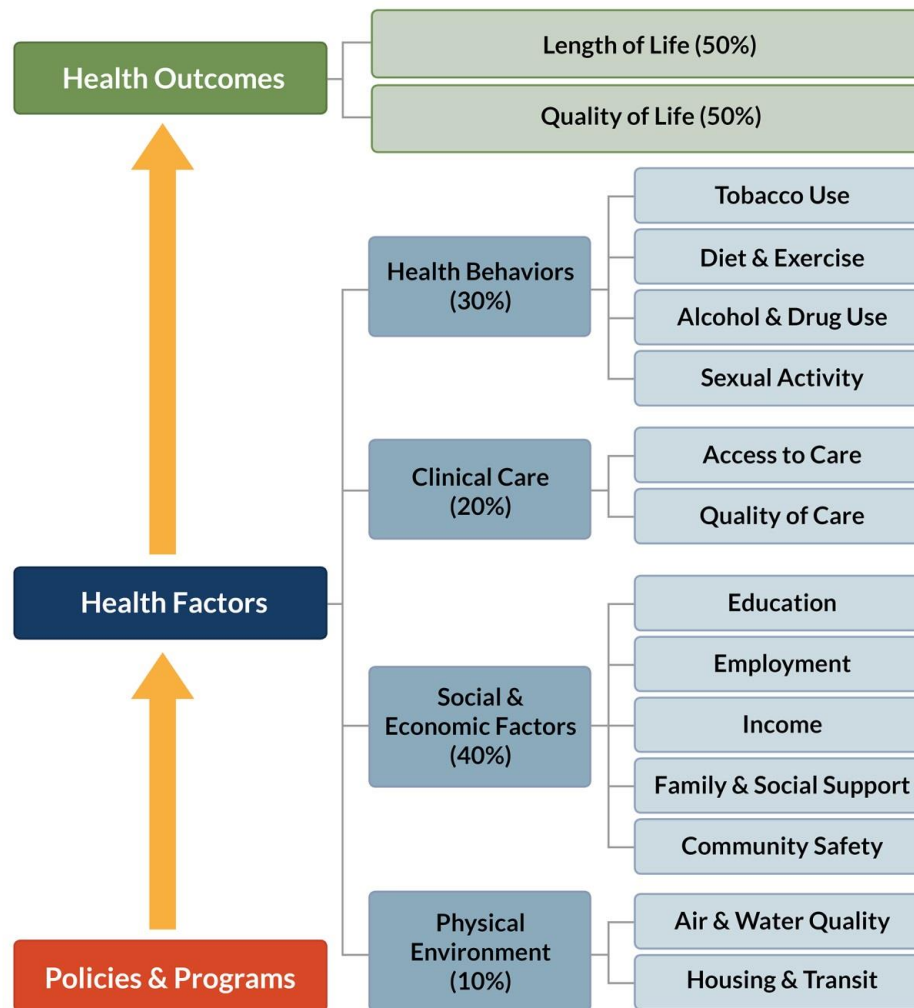 Health Outcomes
Length of Life (50%)
Quality of Life (50%)
Health Factors
Health Behaviors
(30%)
Tobacco Use
Diet & Exercise
Alcohol & Drug Use
Sexual Activity
Clinical Care
(20%)
Access to Care
Quality of Care
Social &
Economic Factors
(40%)
Education
Employment
Income
Family & Social Support
Community Safety
Physical
Environment
(10%)
Air & Water Quality
Housing & Transit
Policies & Programs